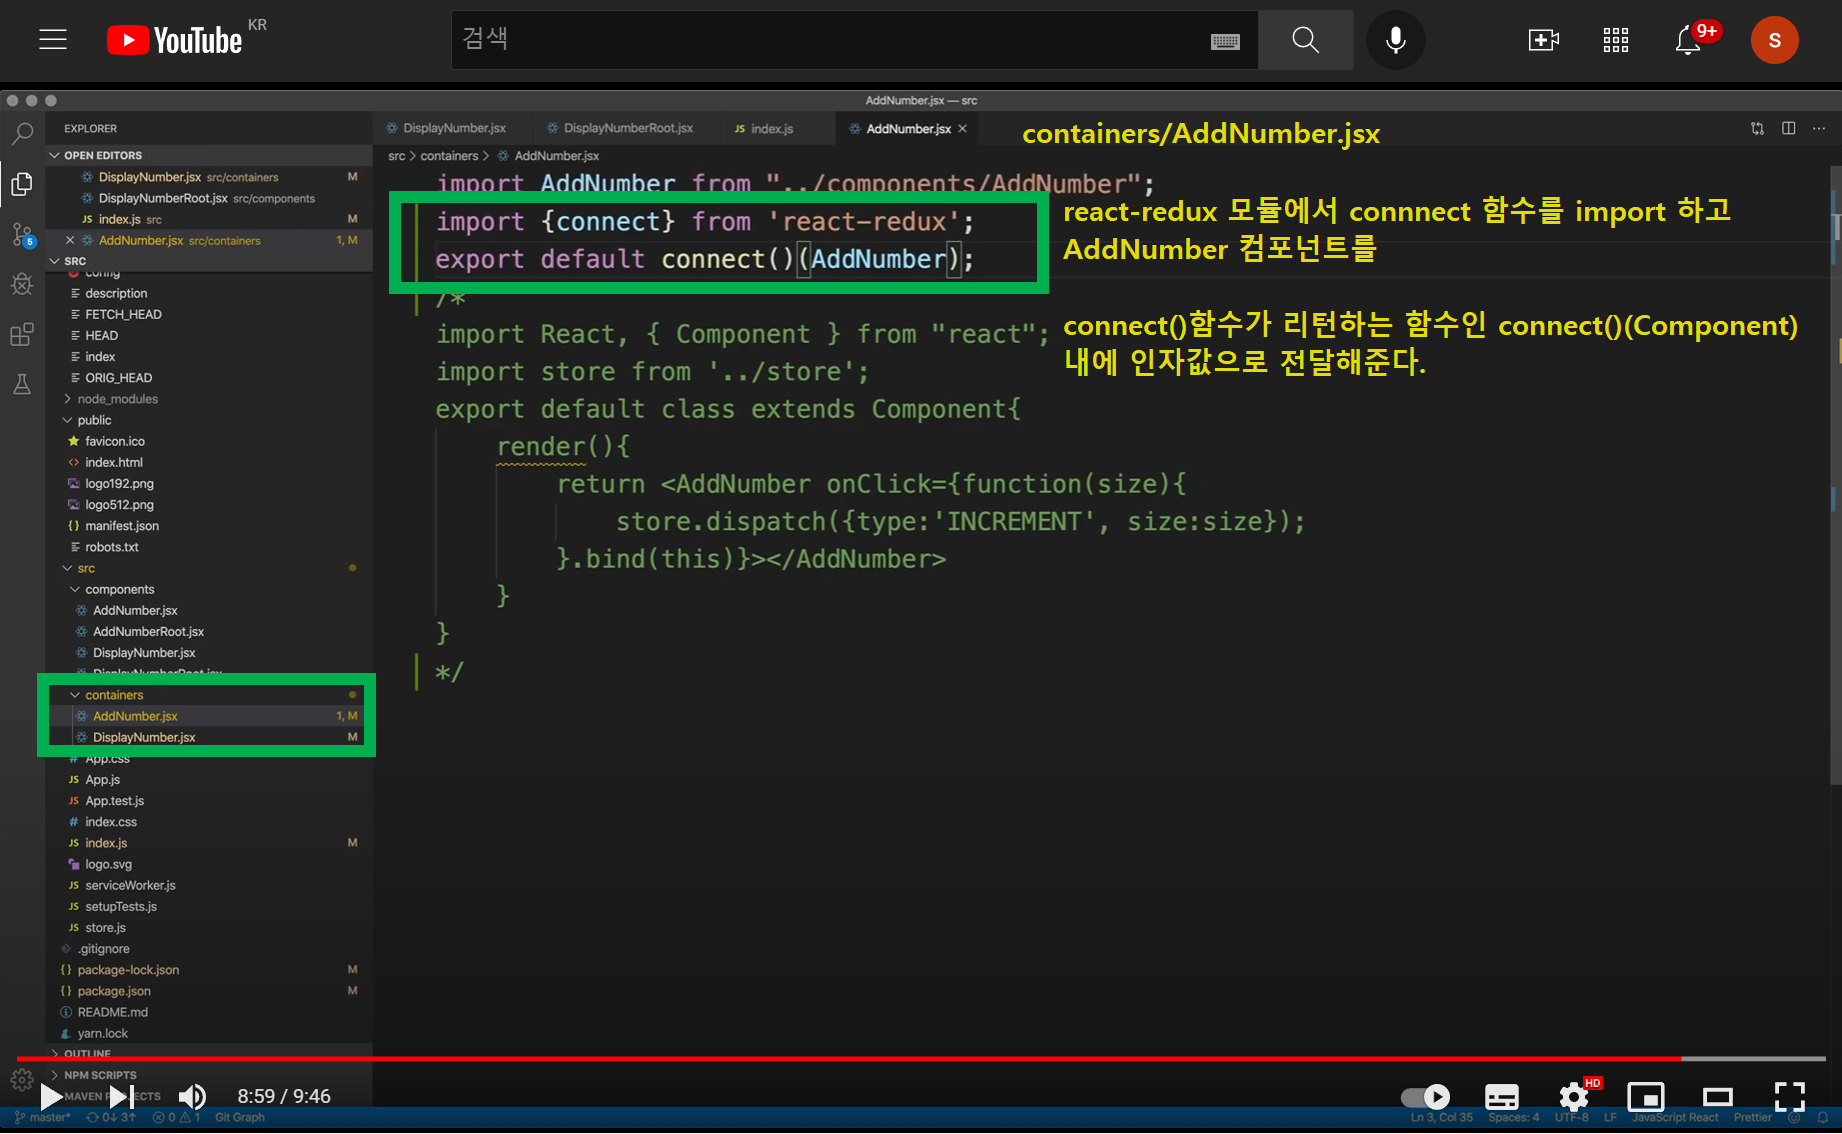 YouTube KR
검색
9+
S
AddNumber.jsx — src
EXPLORER
OPEN EDITORS
DisplayNumber.jsx src/containers M
DisplayNumberRoot.jsx src/components
JS index.js src M
AddNumber.jsx src/containers 1, M
SRC
config
description
FETCH_HEAD
HEAD
index
ORIG_HEAD
node_modules
public
favicon.ico
index.html
logo192.png
logo512.png
manifest.json
robots.txt
src
components
AddNumber.jsx
AddNumberRoot.jsx
DisplayNumber.jsx
DisplayNumberRoot.jsx
containers
AddNumber.jsx 1, M
DisplayNumber.jsx M
# App.css
JS App.js
JS App.test.js
# index.css
JS index.js M
logo.svg
JS serviceWorker.js
JS setupTests.js
JS store.js
.gitignore
{} package-lock.json M
{} package.json M
README.md
yarn.lock
OUTLINE
NPM SCRIPTS
5
DisplayNumber.jsx DisplayNumberRoot.jsx JS index.js AddNumber.jsx
src > containers > AddNumber.jsx
containers/AddNumber.jsx
import AddNumber from "../components/AddNumber";
import {connect} from 'react-redux';
export default connect()(AddNumber);
/*
import React, { Component } from "react";
import store from '../store';
export default class extends Component{
render(){
return <AddNumber onClick={function(size){
store.dispatch({type:'INCREMENT', size:size});
}.bind(this)}></AddNumber>
}
}
*/
react-redux 모듈에서 connnect 함수를 import 하고
AddNumber 컴포넌트를
connect()함수가 리턴하는 함수인 connect()(Component)
내에 인자값으로 전달해준다.
8:59 / 9:46
HD
master* 0↓ 3↑ 0 1 Git Graph
Ln 3, Col 35 Spaces: 4 UTF-8 LF JavaScript React Prettier